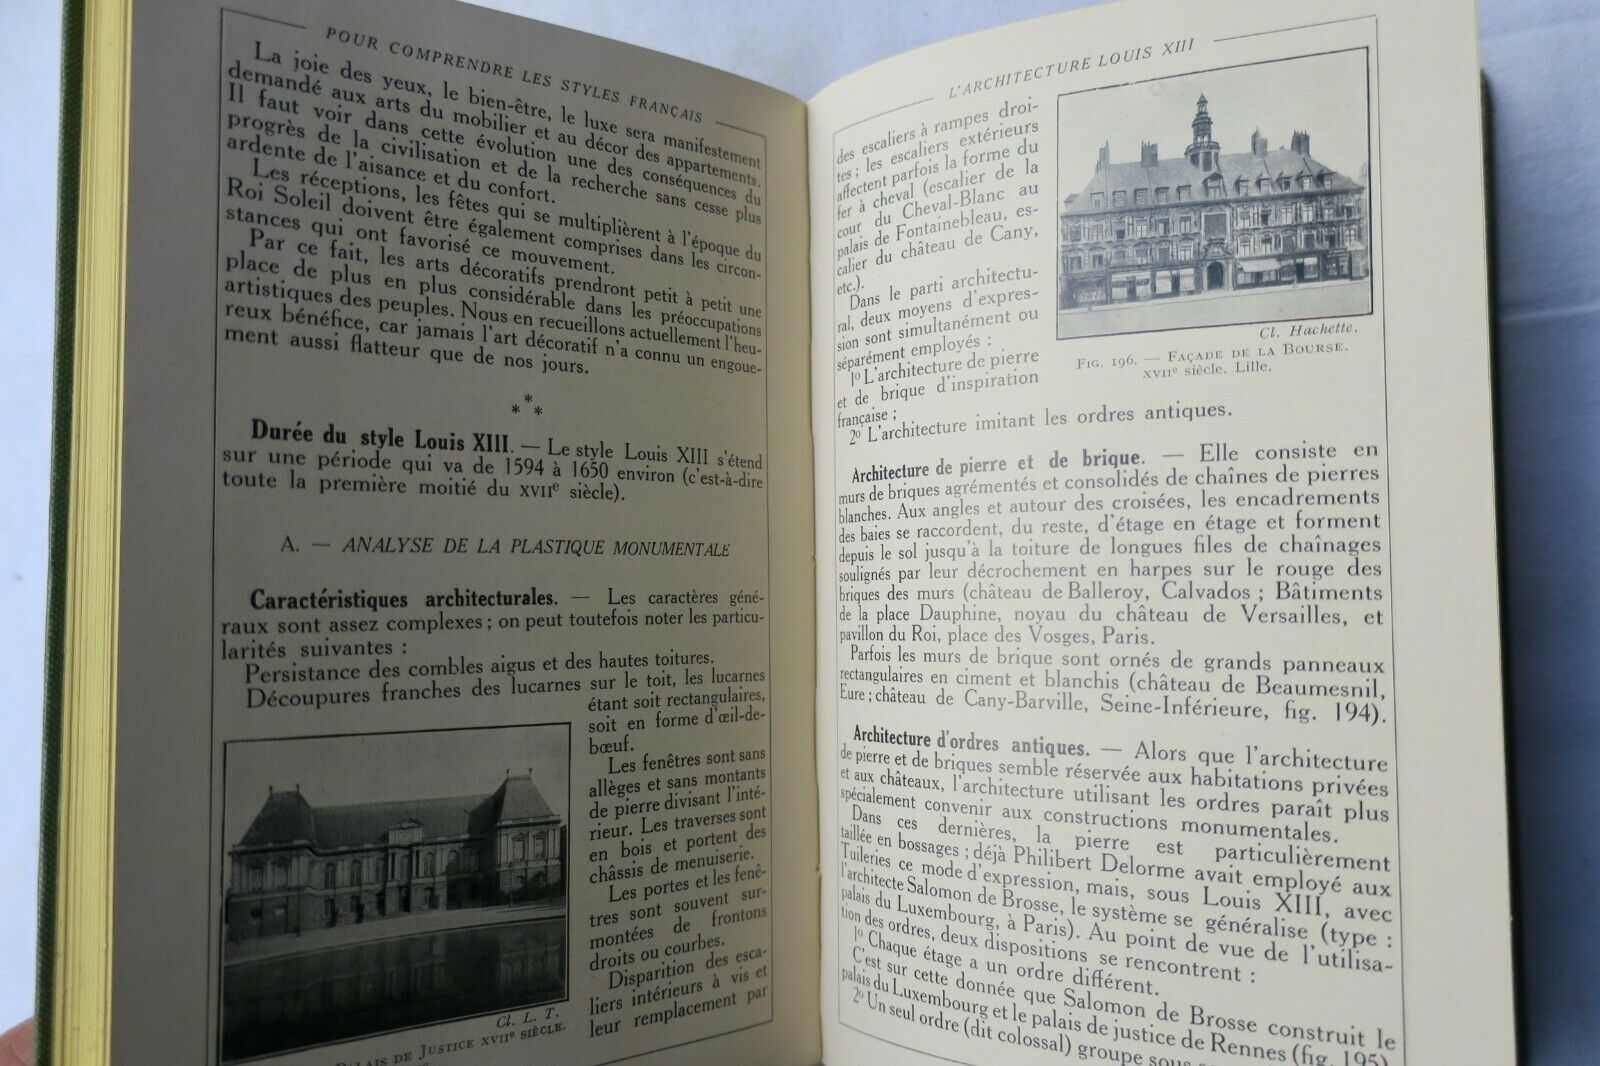 POUR COMPRENDRE LES STYLES FRANÇAIS
La joie des yeux, le bien-être, le luxe sera manifestement
demandé aux arts du mobilier et au décor des appartements.
Il faut voir dans cette évolution une des conséquences du
progrès de la civilisation et de la recherche sans cesse plus
ardente de l'aisance et du confort.
Les réceptions, les fêtes qui se multiplièrent à l'époque du
Roi Soleil doivent être également comprises dans les circon-
stances qui ont favorisé ce mouvement.
Par ce fait, les arts décoratifs prendront petit à petit une
place de plus en plus considérable dans les préoccupations
artistiques des peuples. Nous en recueillons actuellement l'heu-
reux bénéfice, car jamais l'art décoratif n'a connu un engoue-
ment aussi flatteur que de nos jours.
* * *
Durée du style Louis XIII. — Le style Louis XIII s'étend
sur une période qui va de 1594 à 1650 environ (c'est-à-dire
toute la première moitié du XVIIe siècle).
A. — ANALYSE DE LA PLASTIQUE MONUMENTALE
Caractéristiques architecturales. — Les caractères géné-
raux sont assez complexes ; on peut toutefois noter les particu-
larités suivantes :
Persistance des combles aigus et des hautes toitures.
Découpures franches des lucarnes sur le toit, les lucarnes
étant soit rectangulaires,
soit en forme d'œil-de-
bœuf.
Les fenêtres sont sans
allèges et sans montants
de pierre divisant l'inté-
rieur. Les traverses sont
en bois et portent des
châssis de menuiserie.
Les portes et les fenê-
tres sont souvent sur-
montées de frontons
droits ou courbes.
Disparition des esca-
liers intérieurs à vis et
leur remplacement par
Cl. L. T.
PALAIS DE JUSTICE XVIIe SIÈCLE.
L'ARCHITECTURE LOUIS XIII
des escaliers à rampes droi-
tes ; les escaliers extérieurs
affectent parfois la forme du
fer à cheval (escalier de la
cour du Cheval-Blanc au
palais de Fontainebleau, es-
calier du château de Cany,
etc.).
Dans le parti architectu-
ral, deux moyens d'expres-
sion sont simultanément ou
séparément employés :
1o L'architecture de pierre
et de brique d'inspiration
française ;
2o L'architecture imitant les ordres antiques.
Cl. Hachette.
FIG. 196. — FAÇADE DE LA BOURSE.
XVIIe SIÈCLE. Lille.
Architecture de pierre et de brique. — Elle consiste en
murs de briques agrémentés et consolidés de chaînes de pierres
blanches. Aux angles et autour des croisées, les encadrements
des baies se raccordent, du reste, d'étage en étage et forment
depuis le sol jusqu'à la toiture de longues files de chaînages
soulignés par leur décrochement en harpes sur le rouge des
briques des murs (château de Balleroy, Calvados ; Bâtiments
de la place Dauphine, noyau du château de Versailles, et
pavillon du Roi, place des Vosges, Paris.
Parfois les murs de brique sont ornés de grands panneaux
rectangulaires en ciment et blanchis (château de Beaumesnil,
Eure ; château de Cany-Barville, Seine-Inférieure, fig. 194).
Architecture d'ordres antiques. — Alors que l'architecture
de pierre et de briques semble réservée aux habitations privées
et aux châteaux, l'architecture utilisant les ordres paraît plus
spécialement convenir aux constructions monumentales.
Dans ces dernières, la pierre est particulièrement
taillée en bossages ; déjà Philibert Delorme avait employé aux
Tuileries ce mode d'expression, mais, sous Louis XIII, avec
l'architecte Salomon de Brosse, le système se généralise (type :
palais du Luxembourg, à Paris). Au point de vue de l'utilisa-
tion des ordres, deux dispositions se rencontrent :
1o Chaque étage a un ordre différent.
C'est sur cette donnée que Salomon de Brosse construit le
palais du Luxembourg et le palais de justice de Rennes (fig. 195).
2o Un seul ordre (dit colossal) groupe sous